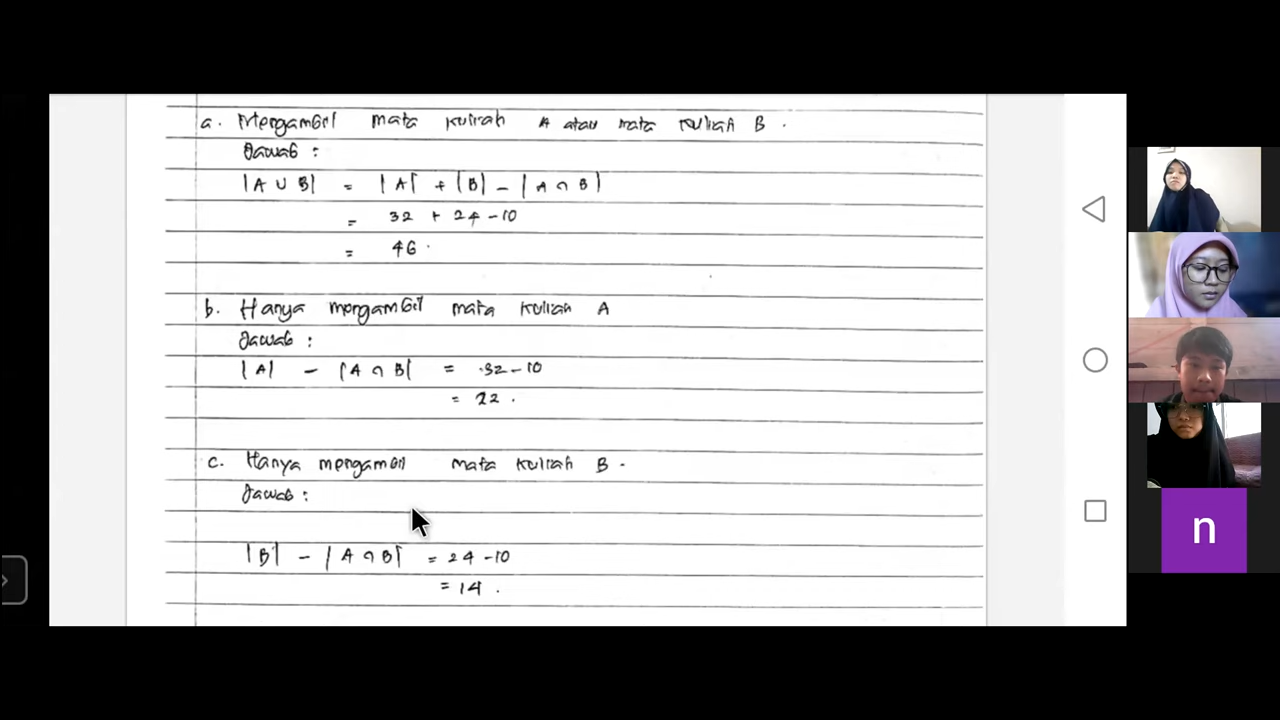 a. Mengambil mata kuliah A atau mata kuliah B.
Jawab :
|A ∪ B| = |A| + |B| - |A ∩ B|
= 32 + 24 - 10
= 46.
b. Hanya mengambil mata kuliah A
Jawab :
|A| - |A ∩ B| = 32 - 10
= 22.
c. Hanya mengambil mata kuliah B.
Jawab :
|B| - |A ∩ B| = 24 - 10
= 14.
n